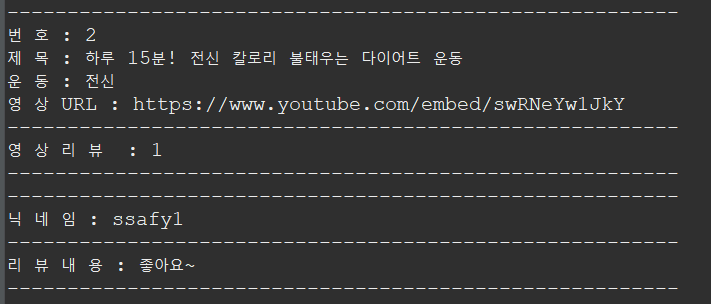 ------------------------------------------------------------
번 호 : 2
제 목 : 하루 15분! 전신 칼로리 불태우는 다이어트 운동
운 동 : 전신
영 상 URL : https://www.youtube.com/embed/swRNeYw1JkY
------------------------------------------------------------
영 상 리 뷰  : 1
------------------------------------------------------------
------------------------------------------------------------
닉 네 임 : ssafy1
------------------------------------------------------------
리 뷰 내 용 : 좋아요~
------------------------------------------------------------